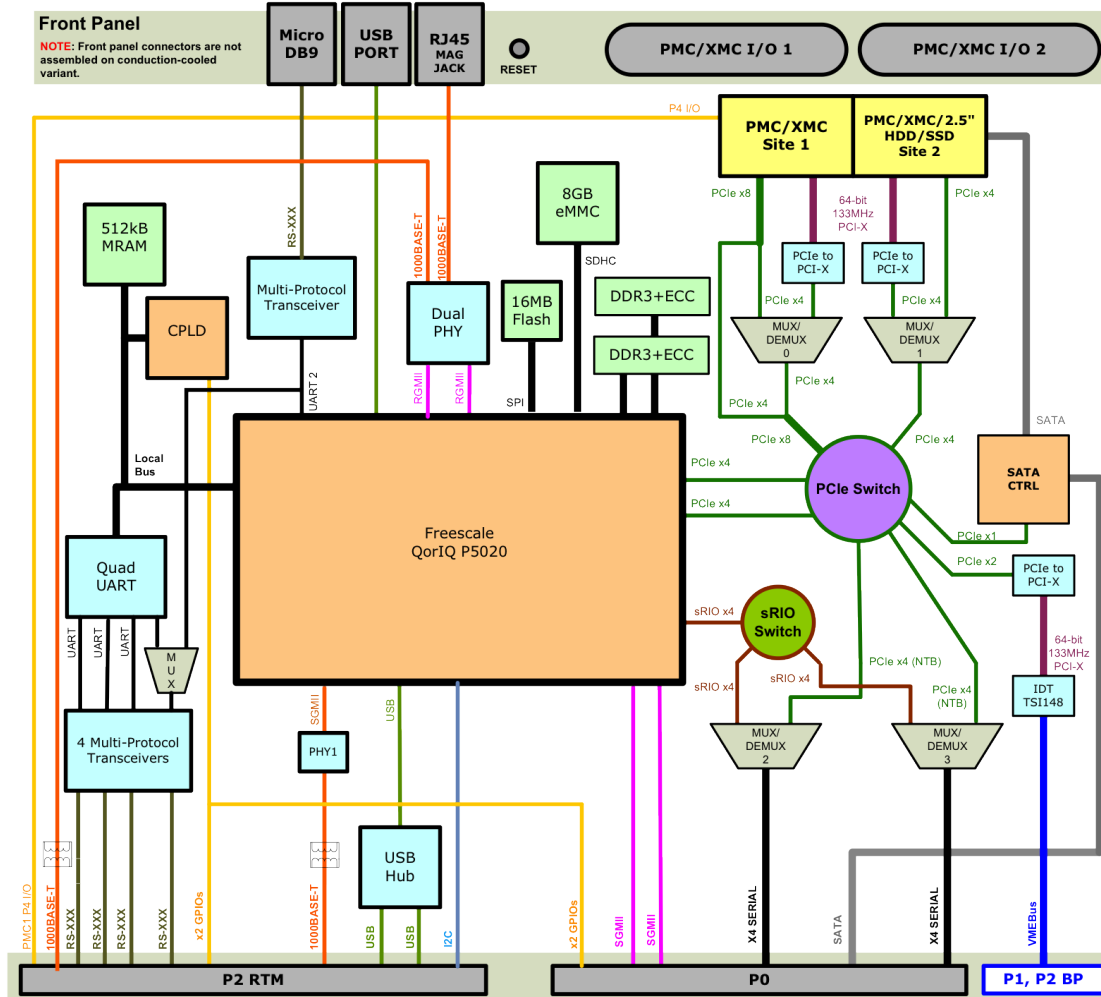 Front Panel
NOTE: Front panel connectors are not
assembled on conduction-cooled
variant.
Micro
DB9
USB
PORT
RJ45
MAG
JACK
RESET
PMC/XMC I/O 1
PMC/XMC I/O 2
P4 I/O
PMC/XMC
Site 1
PMC/XMC/2.5"
HDD/SSD
Site 2
PCIe x8
64-bit
133MHz
PCI-X
PCIe x4
512kB
MRAM
RS-XXX
1000BASE-T
1000BASE-T
8GB
eMMC
SDHC
PCIe to
PCI-X
PCIe to
PCI-X
Multi-Protocol
Transceiver
Dual
PHY
16MB
Flash
DDR3+ECC
DDR3+ECC
PCIe x4
PCIe x4
CPLD
MUX/
DEMUX
0
MUX/
DEMUX
1
UART 2
RGMII
RGMII
SPI
PCIe x4
PCIe x4
PCIe x8
PCIe x4
SATA
Local
Bus
PCIe x4
PCIe x4
PCIe Switch
SATA
CTRL
Freescale
QorIQ P5020
PCIe x1
PCIe x2
PCIe to
PCI-X
Quad
UART
UART
UART
UART
MUX
sRIO x4
sRIO
Switch
64-bit
133MHz
PCI-X
PCIe x4 (NTB)
sRIO x4
sRIO x4
PCIe x4
(NTB)
IDT
TSI148
SGMII
USB
4 Multi-Protocol
Transceivers
PHY1
MUX/
DEMUX
2
MUX/
DEMUX
3
USB
Hub
PMC1 P4 I/O
1000BASE-T
RS-XXX
RS-XXX
RS-XXX
RS-XXX
x2 GPIOs
1000BASE-T
USB
USB
I2C
x2 GPIOs
SGMII
SGMII
X4 SERIAL
SATA
X4 SERIAL
VMEBus
P2 RTM
P0
P1, P2 BP